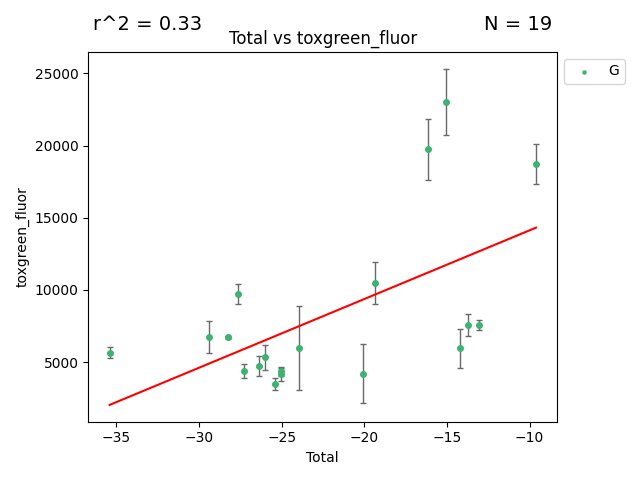 r^2 = 0.33
N = 19
Total vs toxgreen_fluor
G
25000
20000
15000
10000
5000
toxgreen_fluor
−35
−30
−25
−20
−15
−10
Total